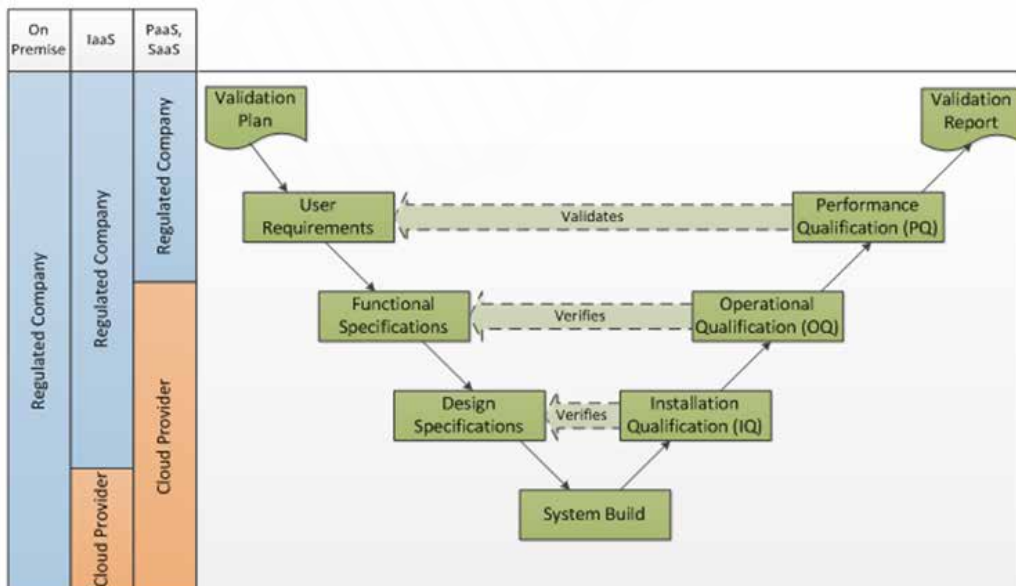 On
Premise
IaaS
PaaS,
SaaS
Regulated Company
Regulated Company
Cloud Provider
Regulated Company
Cloud Provider
Validation
Plan
Validation
Report
User
Requirements
Validates
Performance
Qualification (PQ)
Functional
Specifications
Verifies
Operational
Qualification (OQ)
Design
Specifications
Verifies
Installation
Qualification (IQ)
System Build